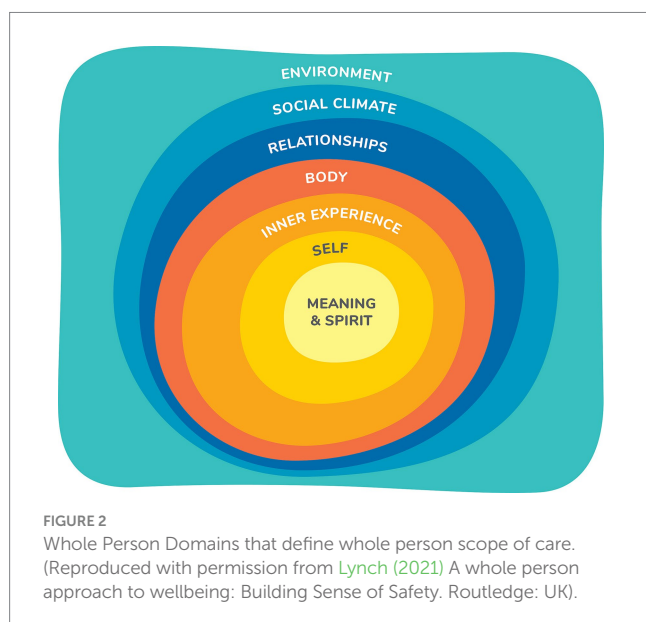 ENVIRONMENT
SOCIAL CLIMATE
RELATIONSHIPS
BODY
INNER EXPERIENCE
SELF
MEANING
& SPIRIT
FIGURE 2
Whole Person Domains that define whole person scope of care.
(Reproduced with permission from Lynch (2021) A whole person
approach to wellbeing: Building Sense of Safety. Routledge: UK).